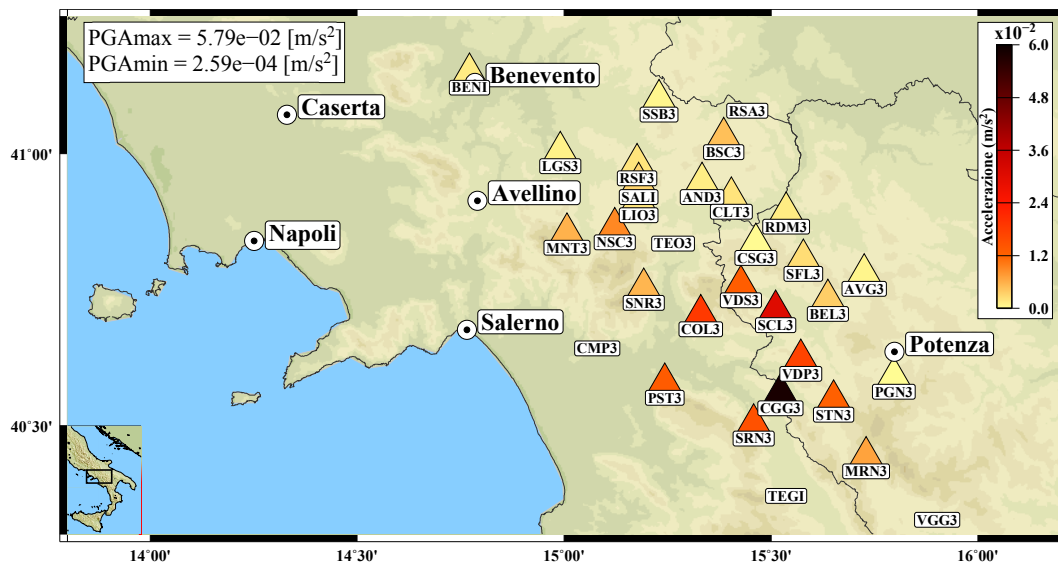 PGAmax = 5.79e−02 [m/s²]
PGAmin = 2.59e−04 [m/s²]
x10⁻²
6.0
4.8
3.6
2.4
1.2
0.0
Accelerazione (m/s²)
Benevento
BENI
Caserta
SSB3
RSA3
BSC3
41°00'
LGS3
RSF3
SALI
LIO3
AND3
CLT3
Avellino
RDM3
Napoli
MNT3
NSC3
TEO3
CSG3
SFL3
AVG3
SNR3
VDS3
BEL3
COL3
SCL3
Salerno
CMP3
Potenza
VDP3
PST3
CGG3
STN3
PGN3
40°30'
SRN3
MRN3
TEGI
VGG3
14°00'
14°30'
15°00'
15°30'
16°00'